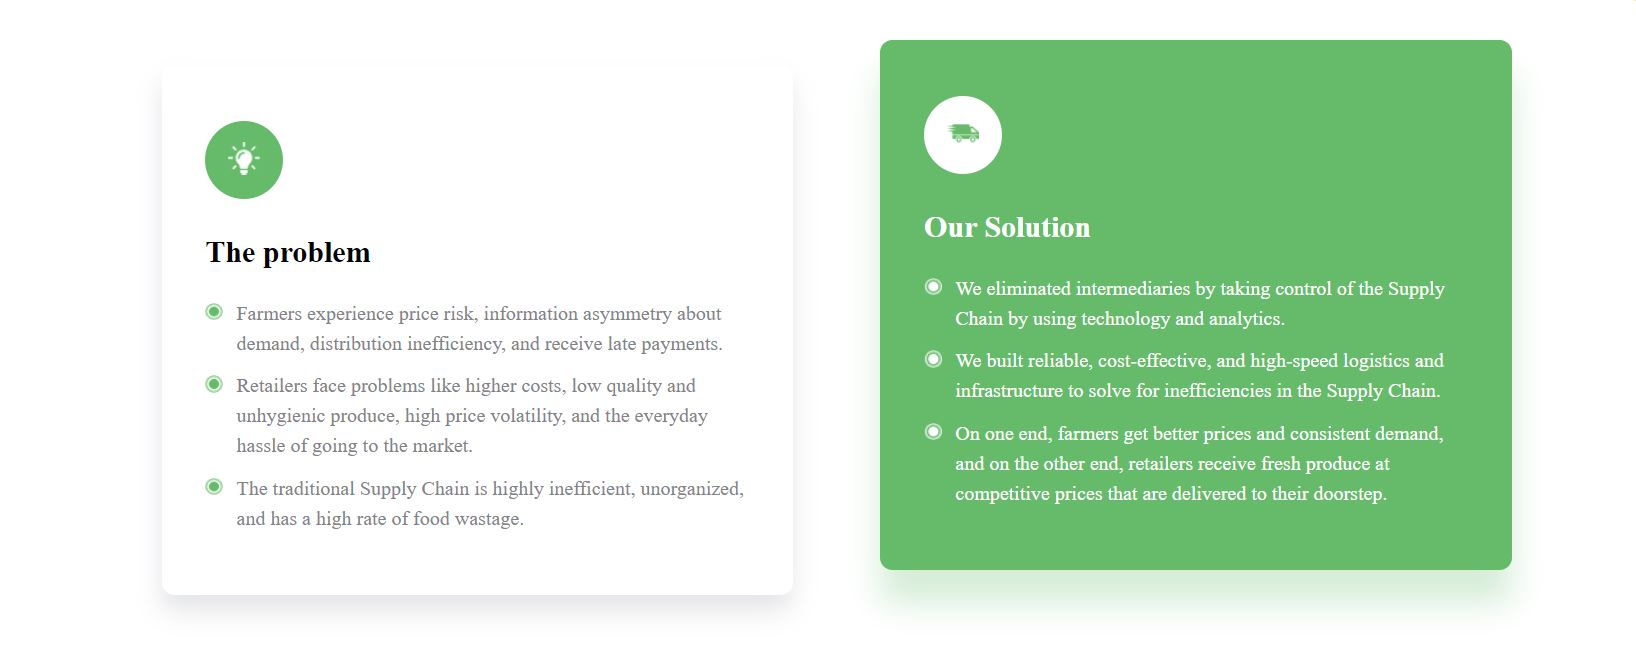 The problem
Farmers experience price risk, information asymmetry about
demand, distribution inefficiency, and receive late payments.
Retailers face problems like higher costs, low quality and
unhygienic produce, high price volatility, and the everyday
hassle of going to the market.
The traditional Supply Chain is highly inefficient, unorganized,
and has a high rate of food wastage.
Our Solution
We eliminated intermediaries by taking control of the Supply
Chain by using technology and analytics.
We built reliable, cost-effective, and high-speed logistics and
infrastructure to solve for inefficiencies in the Supply Chain.
On one end, farmers get better prices and consistent demand,
and on the other end, retailers receive fresh produce at
competitive prices that are delivered to their doorstep.